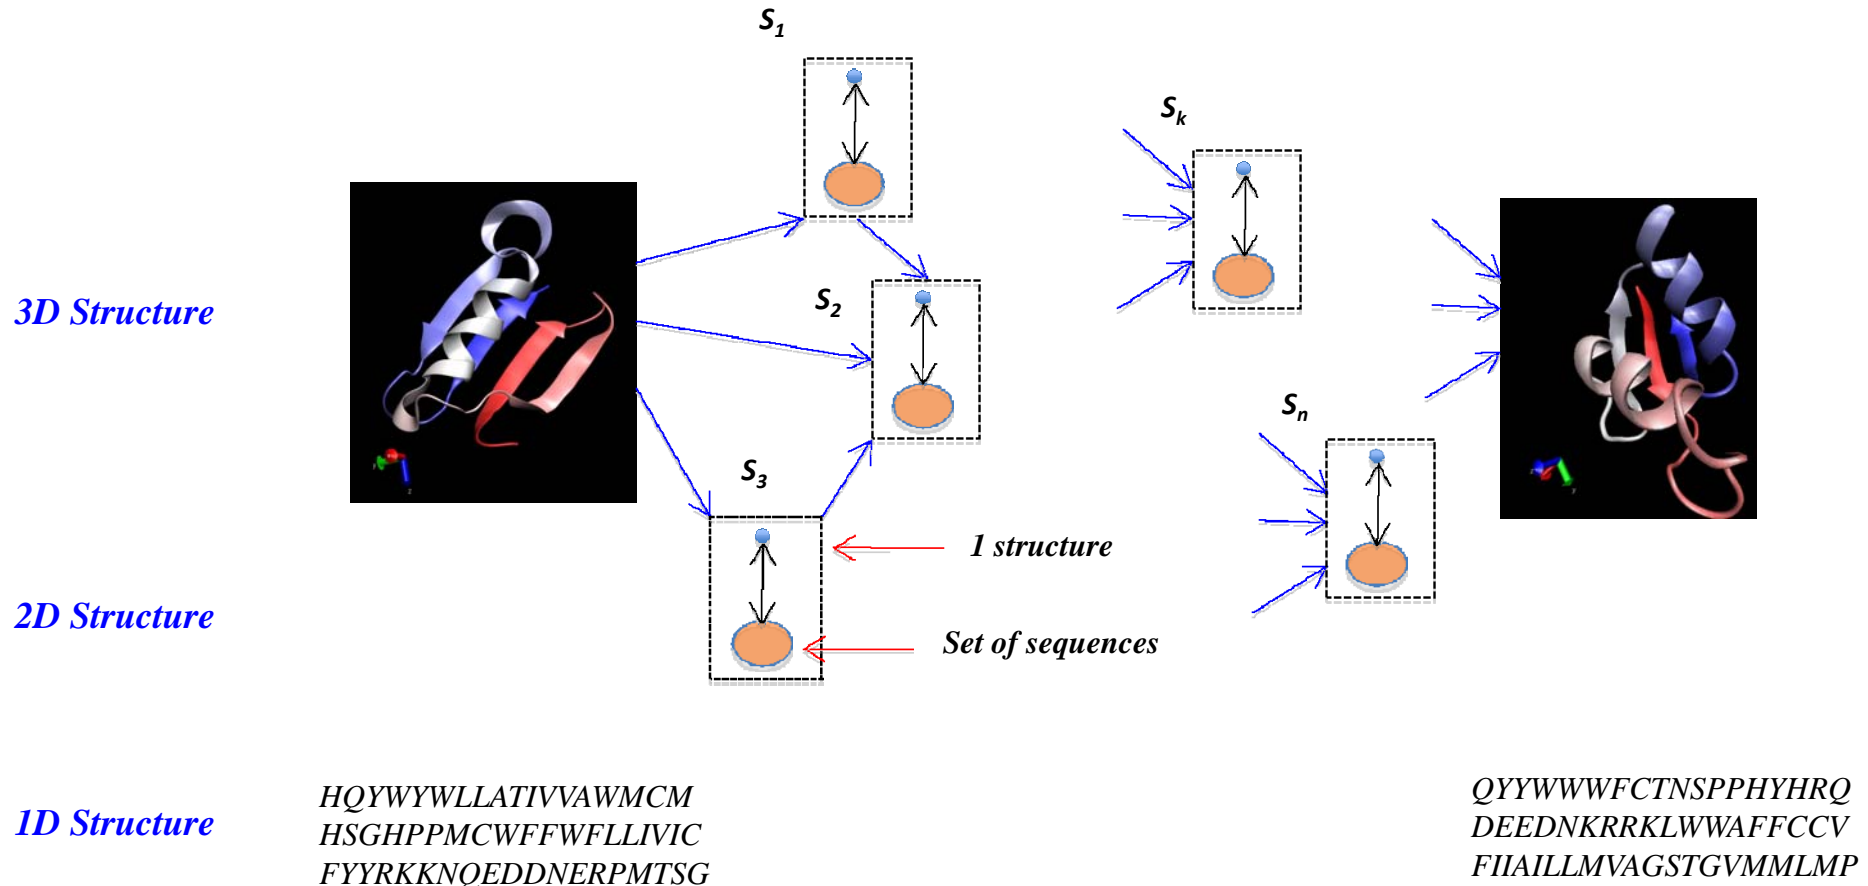 S1
Sk
3D Structure
S2
Sn
S3
1 structure
2D Structure
Set of sequences
1D Structure
HQYWYWLLATIVVAWMCM
HSGHPPMCWFFWFLLIVIC
FYYRKKNQEDDNERPMTSG
QYYWWWFCTNSPPHYHRQ
DEEDNKRRKLWWAFFCCV
FIIAILLMVAGSTGVMMLMP